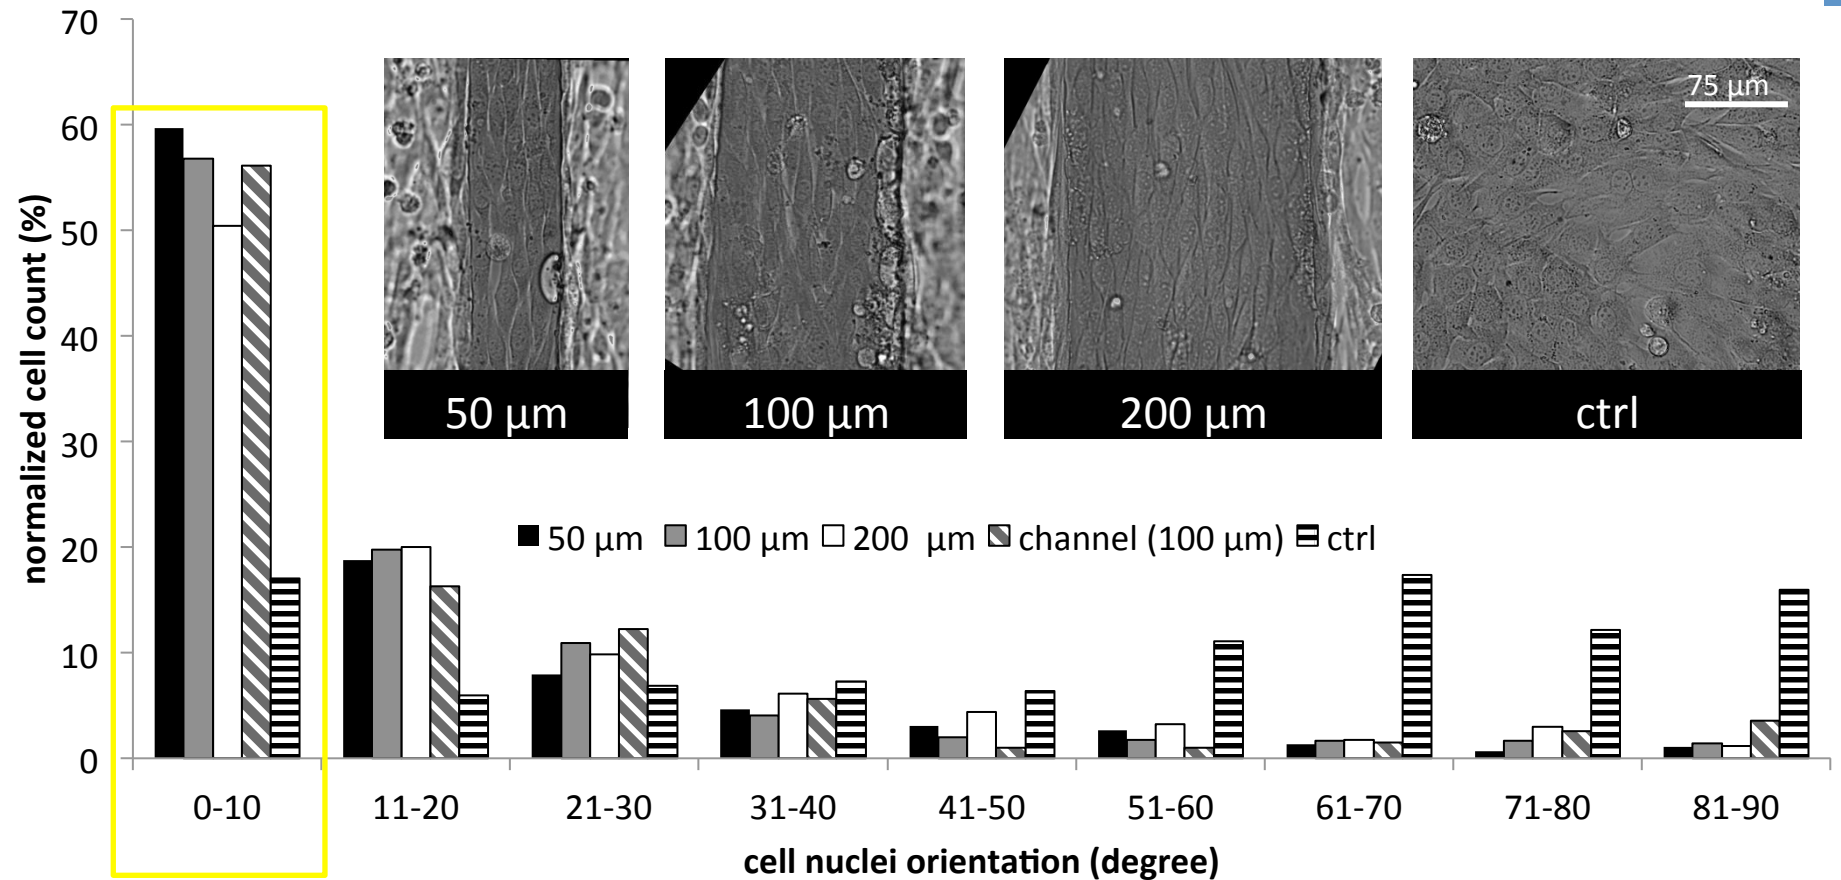 70
60
50
40
30
20
10
0
normalized cell count (%)
75 µm
50 µm
100 µm
200 µm
ctrl
50 µm 100 µm 200 µm channel (100 µm) ctrl
0-10 11-20 21-30 31-40 41-50 51-60 61-70 71-80 81-90
cell nuclei orientation (degree)